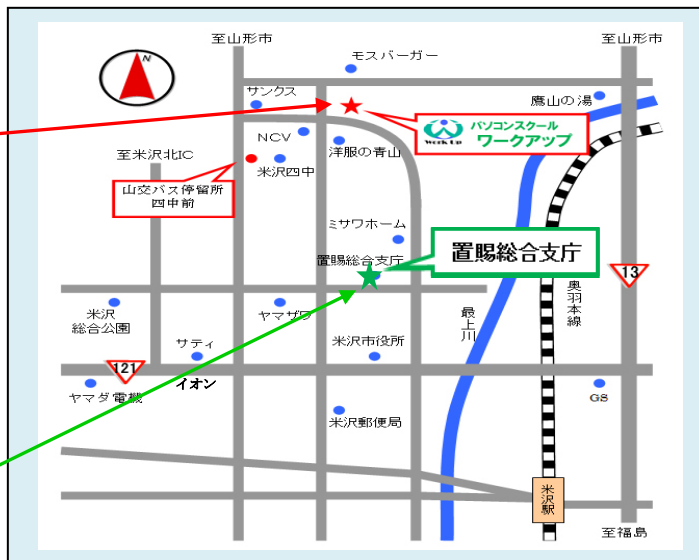 至山形市
至山形市
モスバーガー
N
サンクス
鷹山の湯
パソコンスクール
ワークアップ
Work Up
NCV
洋服の青山
至米沢北IC
米沢四中
山交バス停留所
四中前
ミサワホーム
置賜総合支庁
置賜総合支庁
13
奥羽本線
最上川
米沢
総合公園
ヤマザワ
サティ
米沢市役所
121
イオン
ヤマダ電機
GS
米沢郵便局
米沢駅
至福島